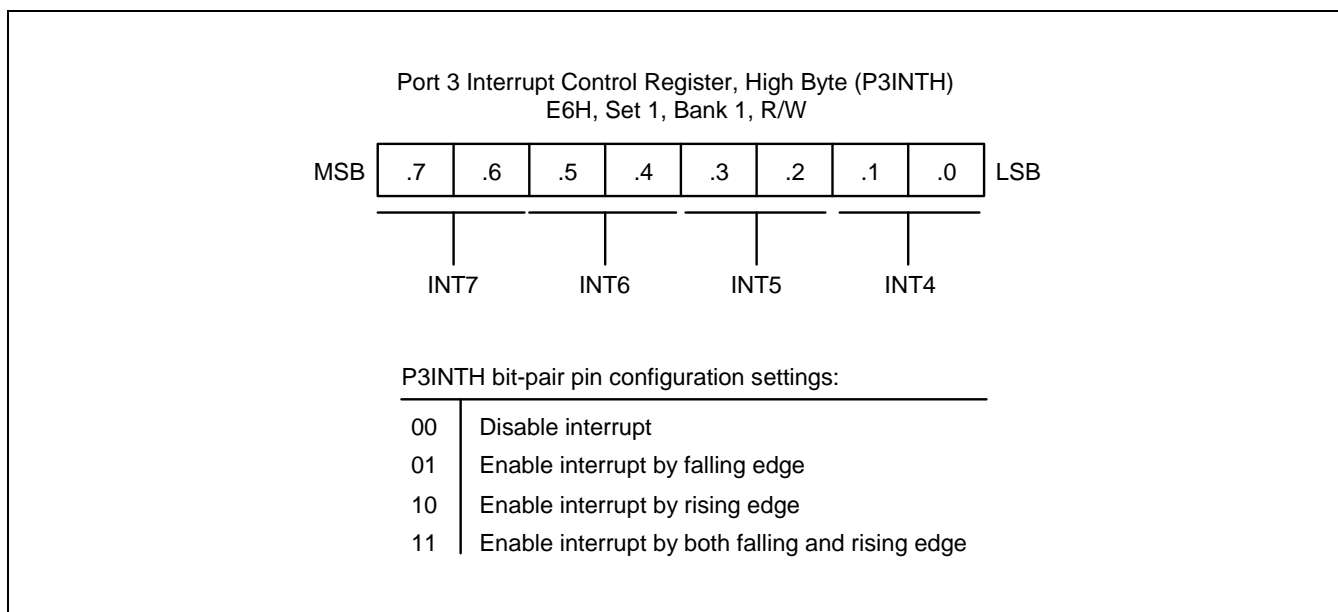 Port 3 Interrupt Control Register, High Byte (P3INTH)
E6H, Set 1, Bank 1, R/W
MSB .7 .6 .5 .4 .3 .2 .1 .0 LSB
INT7 INT6 INT5 INT4
P3INTH bit-pair pin configuration settings:
00 Disable interrupt
01 Enable interrupt by falling edge
10 Enable interrupt by rising edge
11 Enable interrupt by both falling and rising edge